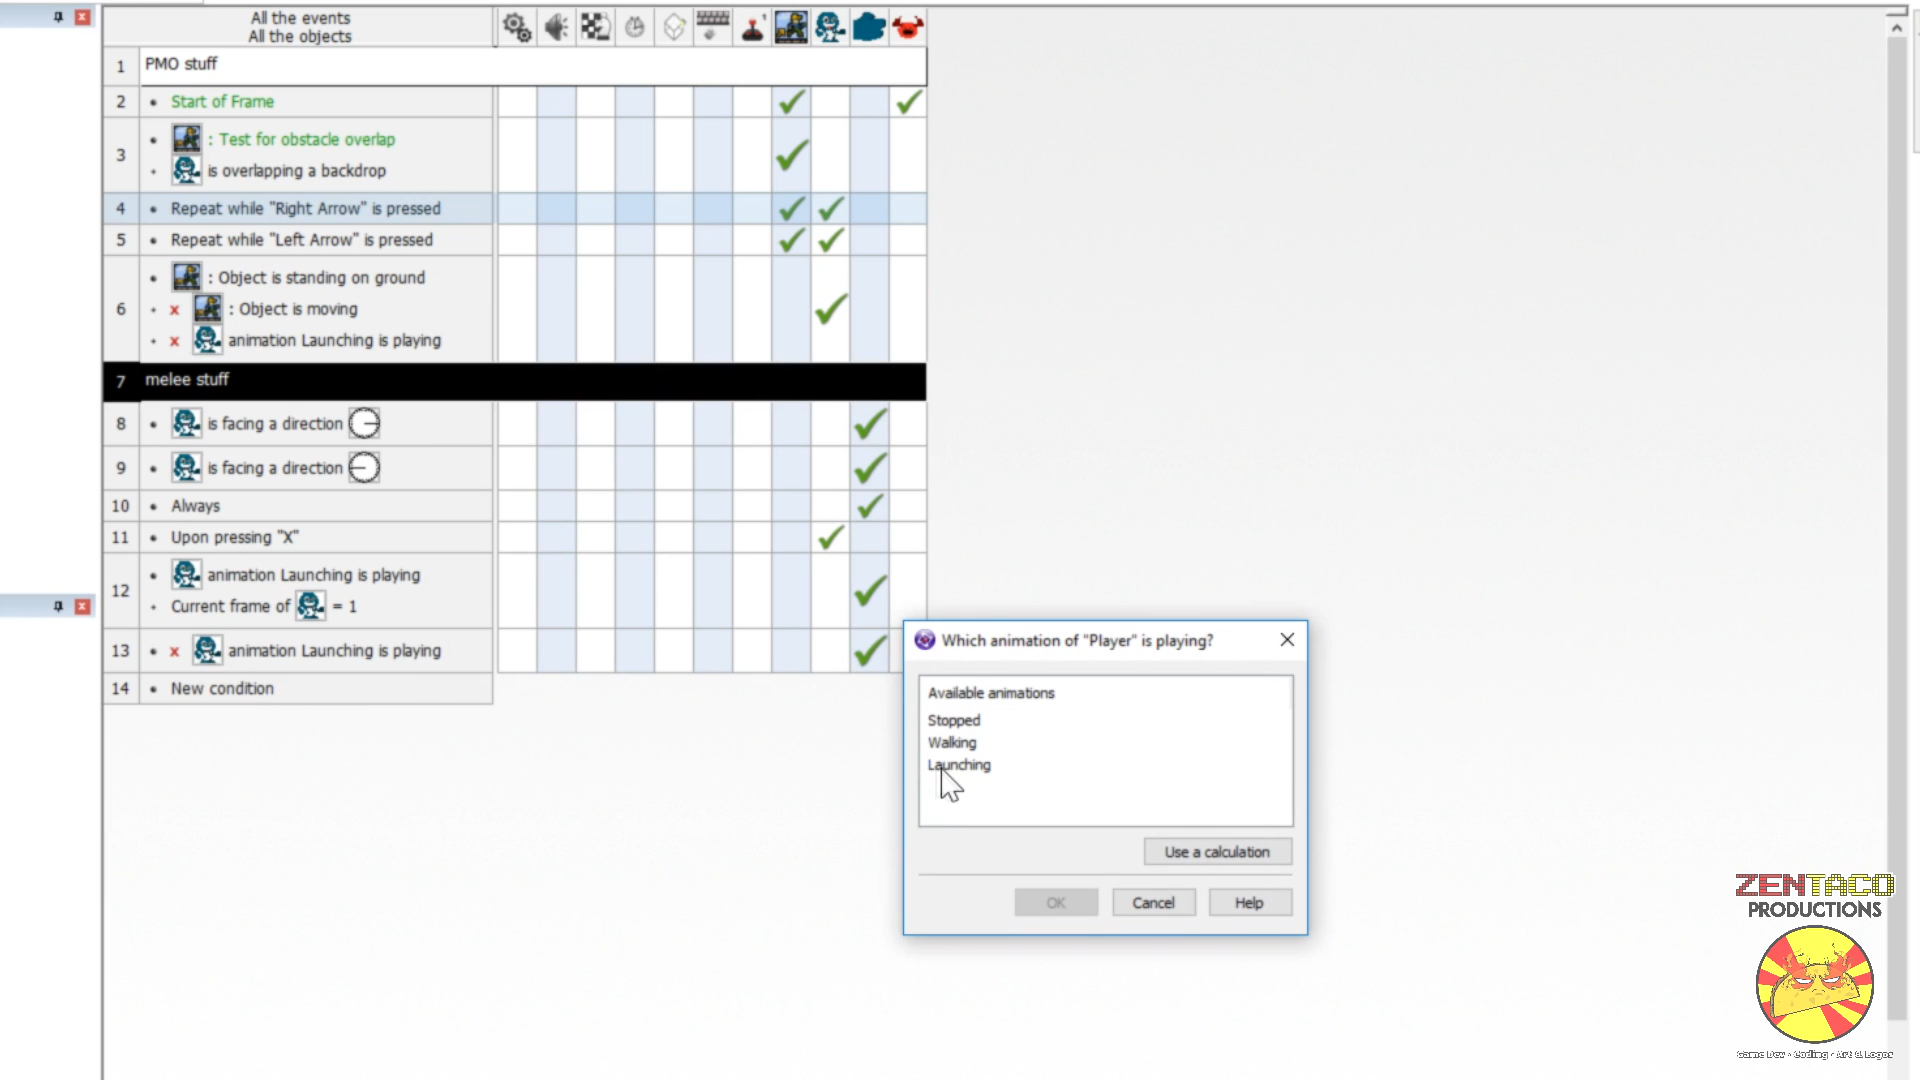 All the events
All the objects
1 PMO stuff
2 • Start of Frame
3 • : Test for obstacle overlap
is overlapping a backdrop
4 • Repeat while "Right Arrow" is pressed
5 • Repeat while "Left Arrow" is pressed
6 • : Object is standing on ground
X : Object is moving
X animation Launching is playing
7 melee stuff
8 • is facing a direction
9 • is facing a direction
10 • Always
11 • Upon pressing "X"
12 • animation Launching is playing
Current frame of = 1
13 • X animation Launching is playing
14 • New condition
Which animation of "Player" is playing?
Available animations
Stopped
Walking
Launching
Use a calculation
OK Cancel Help
ZENTACO
PRODUCTIONS
Game Dev - Coding - Art & Logos